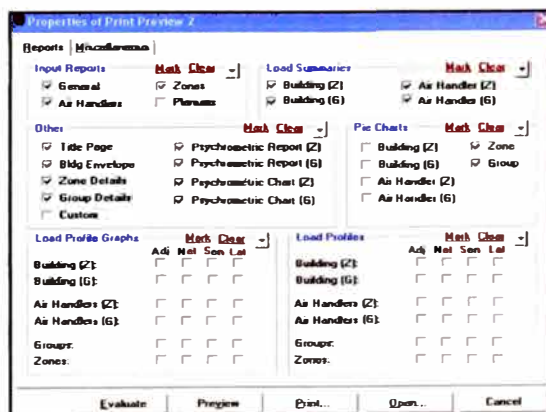 Properties of Print Preview 2
Reports Miscellaneous
Input Reports Mark Clear
General Zones
Air Handlers Plenums
Load Summaries Mark Clear
Building (Z) Air Handler (Z)
Building (G) Air Handler (G)
Other Mark Clear
Title Page Psychrometric Report (Z)
Bldg Envelope Psychrometric Report (G)
Zone Details Psychrometric Chart (Z)
Group Details Psychrometric Chart (G)
Custom
Pie Charts Mark Clear
Building (Z) Zone
Building (G) Group
Air Handler (Z)
Air Handler (G)
Load Profile Graphs Mark Clear
Adj Net Sen Lat
Building (Z):
Building (G):
Air Handlers (Z)
Air Handlers (G)
Groups:
Zones:
Load Profiles Mark Clear
Adj Net Sen Lat
Building (Z)
Building (G)
Air Handlers (Z)
Air Handlers (G)
Groups:
Zones:
Evaluate Preview Print... Open... Cancel